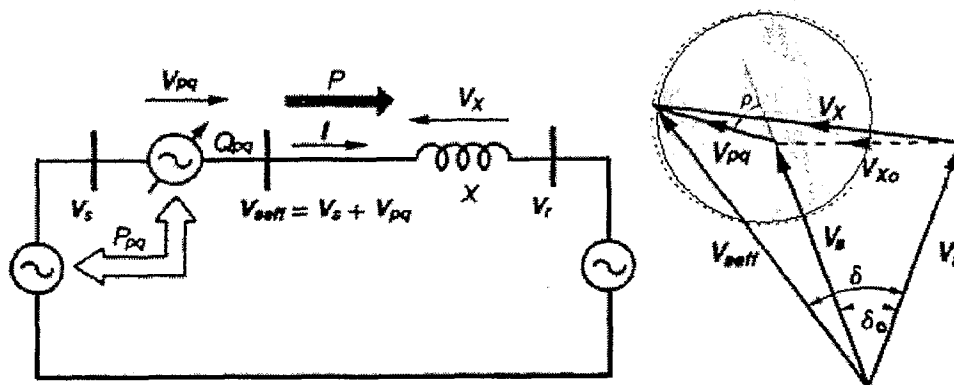 Vpq
P
I
VX
Qpq
X
Vs
Vseff = Vs + Vpq
Vr
Ppq
ρ
VX
Vpq
VXo
Vseff
Vs
δ
δo